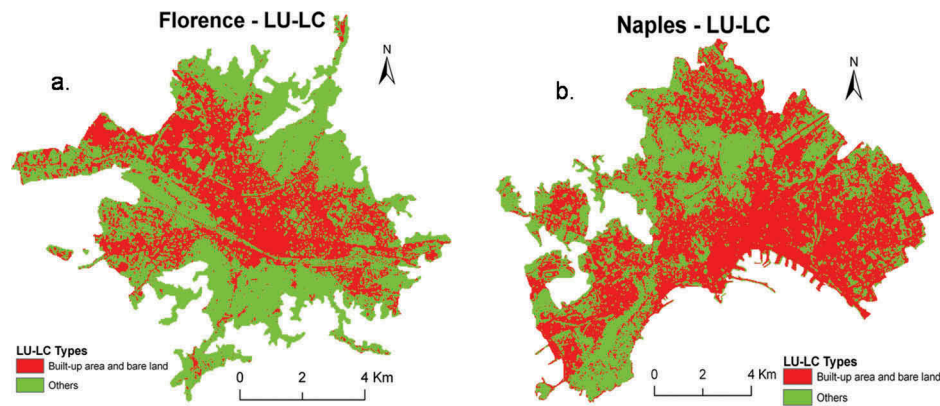 Florence - LU-LC
a.
N
LU-LC Types
Built-up area and bare land
Others
0 2 4 Km
Naples - LU-LC
b.
N
0 2 4 Km
LU-LC Types
Built-up area and bare land
Others